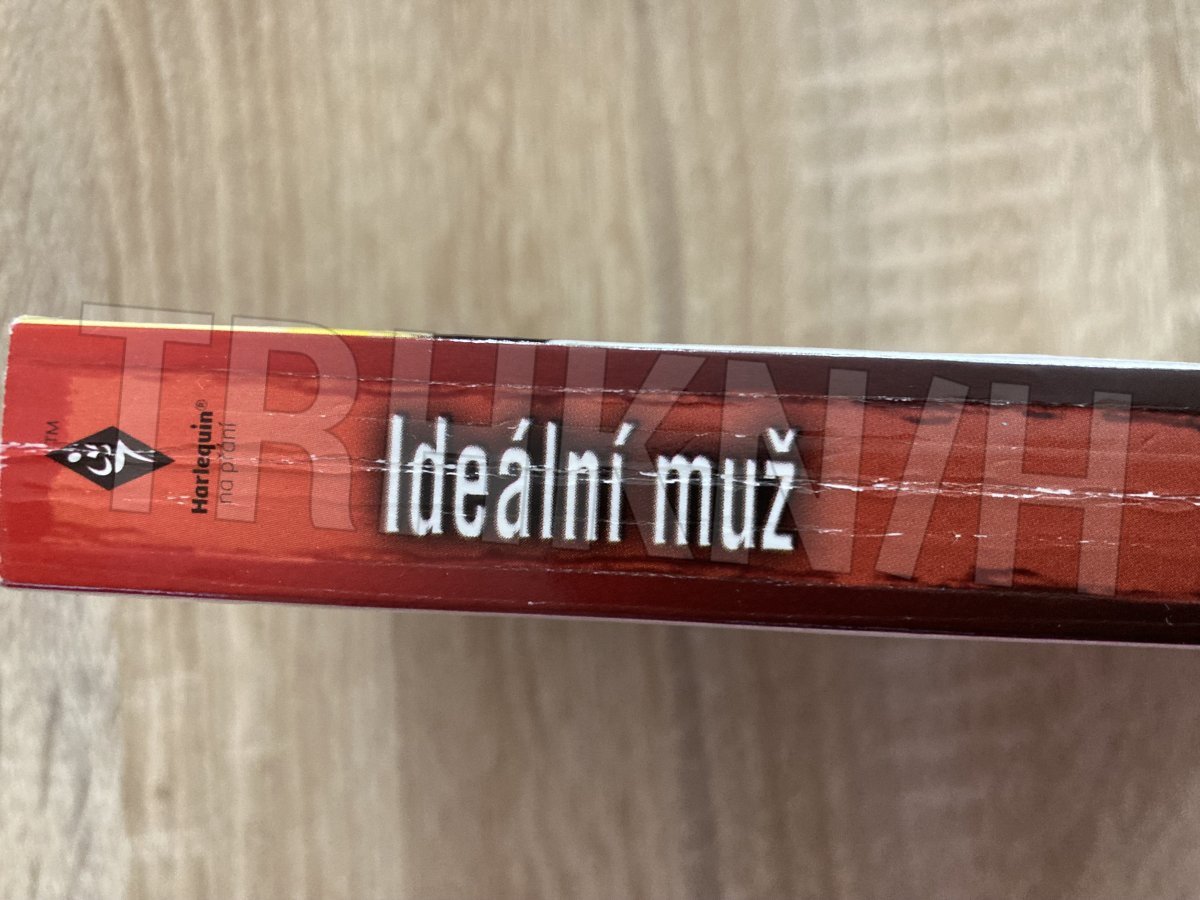 TM
Harlequin®
na přání
Ideální muž
TRHKNIH